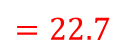 = 22.7